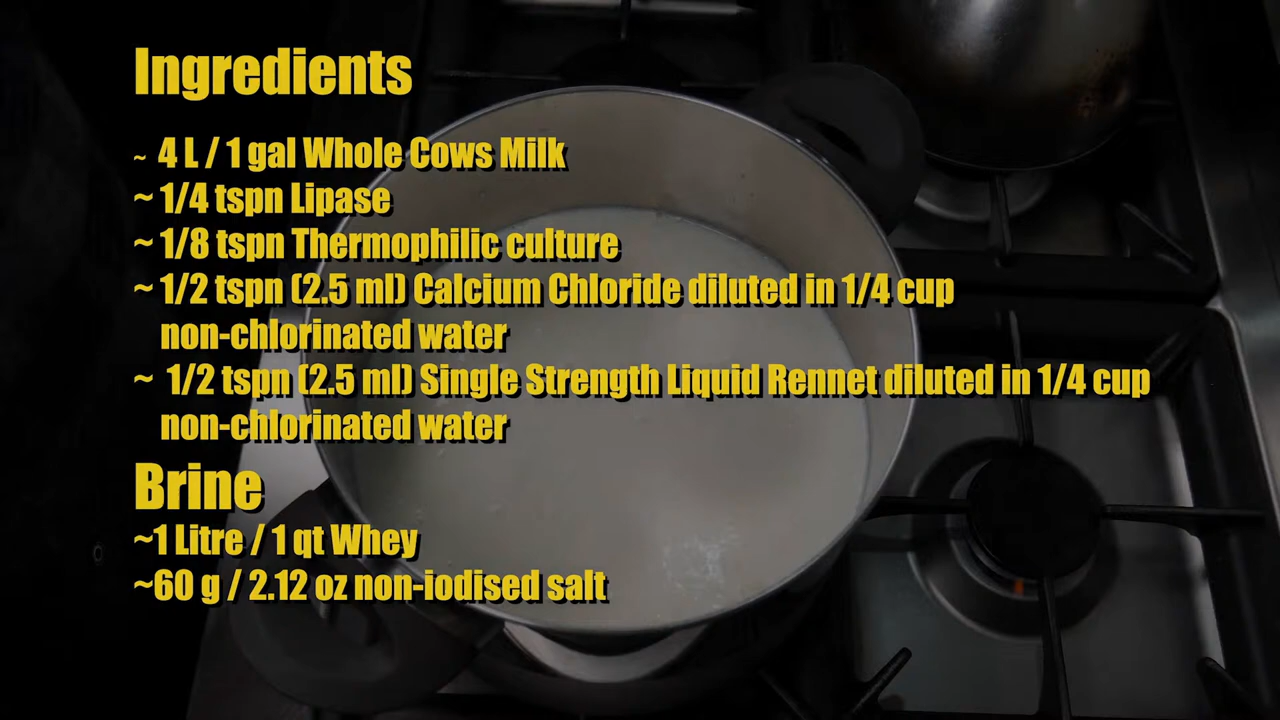 Ingredients
~ 4 L / 1 gal Whole Cows Milk
~ 1/4 tspn Lipase
~ 1/8 tspn Thermophilic culture
~ 1/2 tspn (2.5 ml) Calcium Chloride diluted in 1/4 cup
non-chlorinated water
~ 1/2 tspn (2.5 ml) Single Strength Liquid Rennet diluted in 1/4 cup
non-chlorinated water
Brine
~1 Litre / 1 qt Whey
~60 g / 2.12 oz non-iodised salt